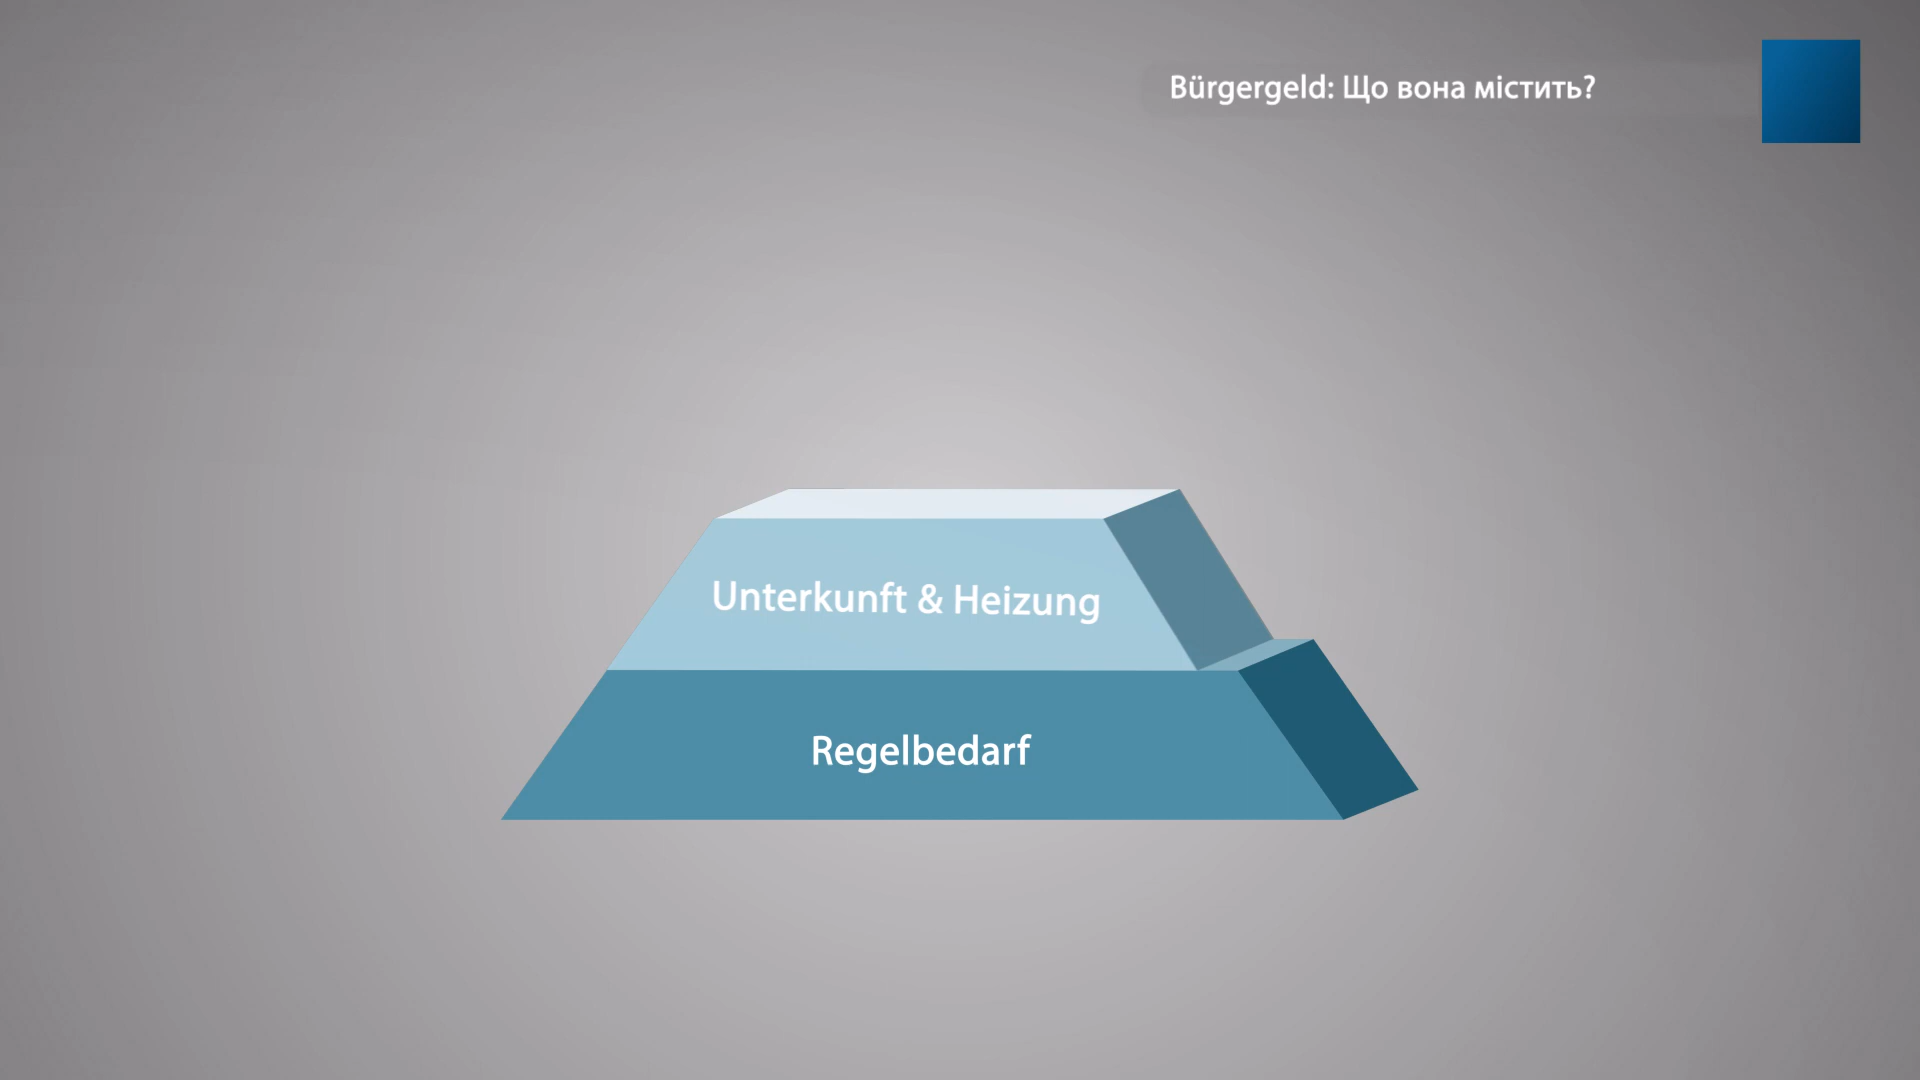 Bürgergeld: Що вона містить?
Unterkunft & Heizung
Regelbedarf